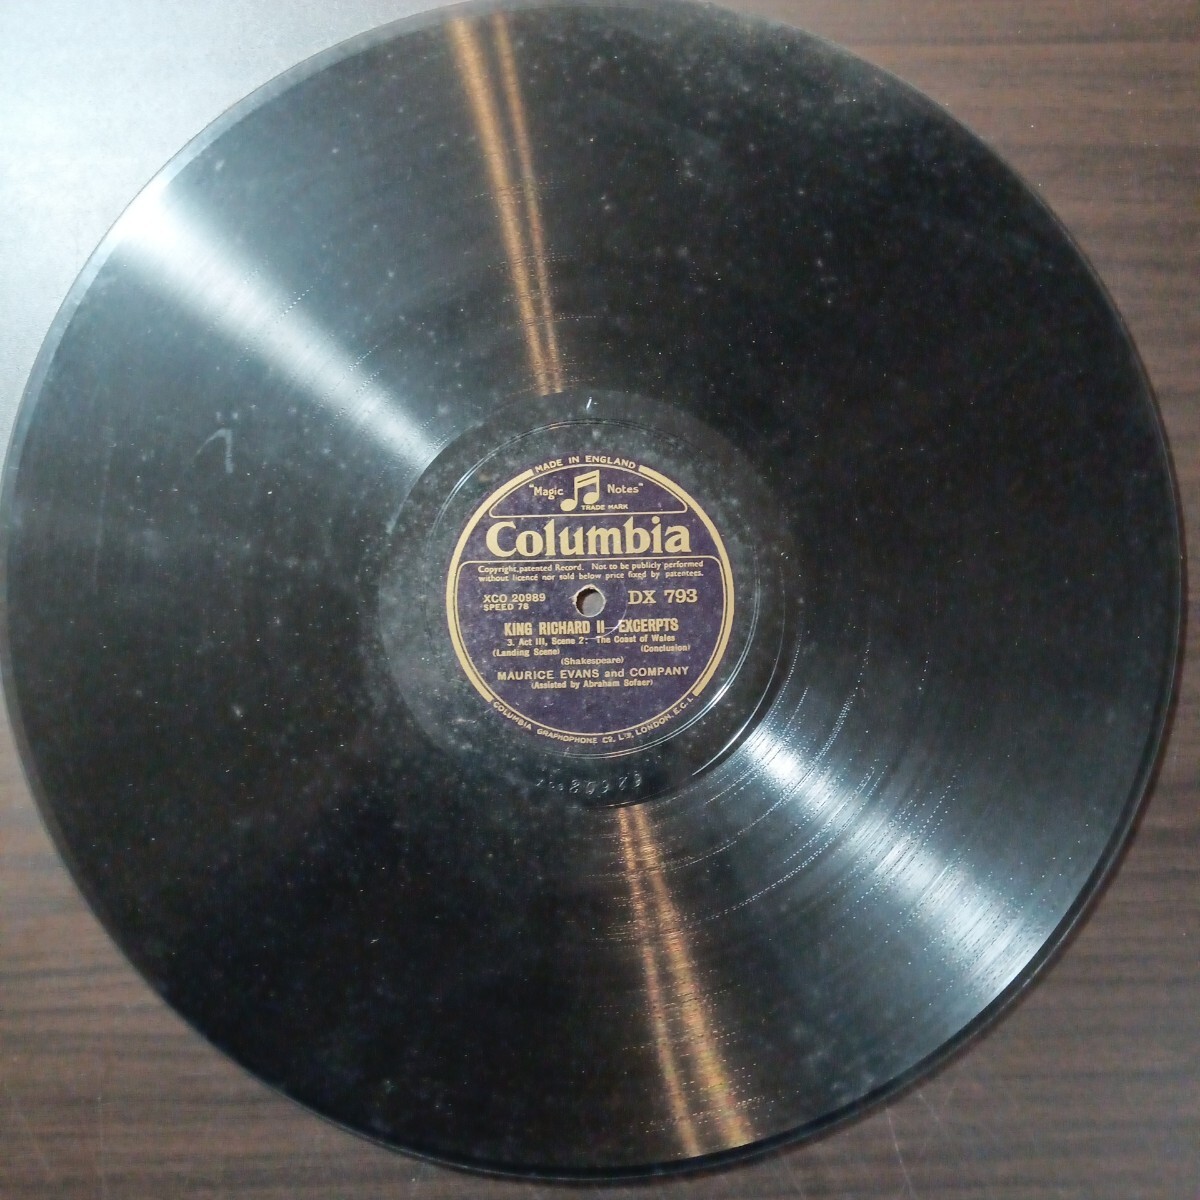 MADE IN ENGLAND
"Magic Notes"
TRADE MARK
Columbia
Copyright, patented Record. Not to be publicly performed
without licence nor sold below price fixed by patentees.
XCO 20989 DX 793
SPEED 78
KING RICHARD II—EXCERPTS
3. Act III, Scene 2: The Coast of Wales
(Landing Scene) (Conclusion)
(Shakespeare)
MAURICE EVANS and COMPANY
(Assisted by Abraham Sofaer)
COLUMBIA GRAPHOPHONE CO. LTD. LONDON. E.C.1.